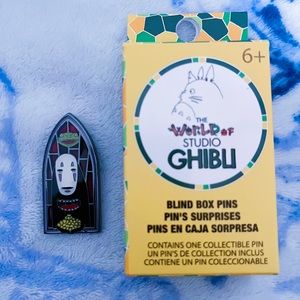 6+
THE
WORLD OF
STUDIO
GHIBLI
BLIND BOX PINS
PIN'S SURPRISES
PINS EN CAJA SORPRESA
CONTAINS ONE COLLECTIBLE PIN
UN PIN'S DE COLLECTION INCLUS
CONTIENE UN PIN COLECCIONABLE